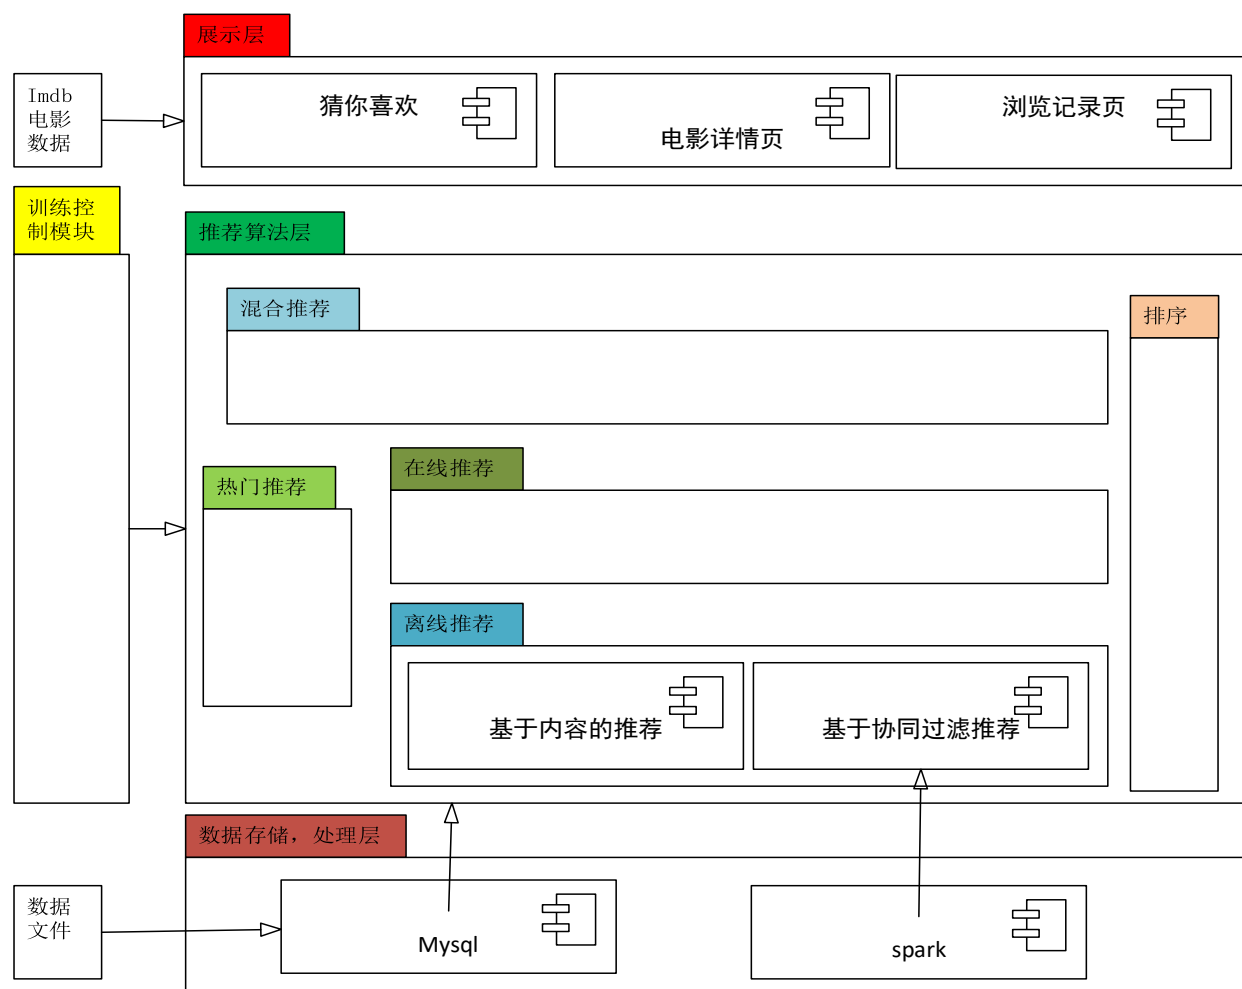 展示层
Imdb
电影
数据
猜你喜欢
电影详情页
浏览记录页
训练控
制模块
推荐算法层
混合推荐
排序
热门推荐
在线推荐
离线推荐
基于内容的推荐
基于协同过滤推荐
数据存储，处理层
数据
文件
Mysql
spark